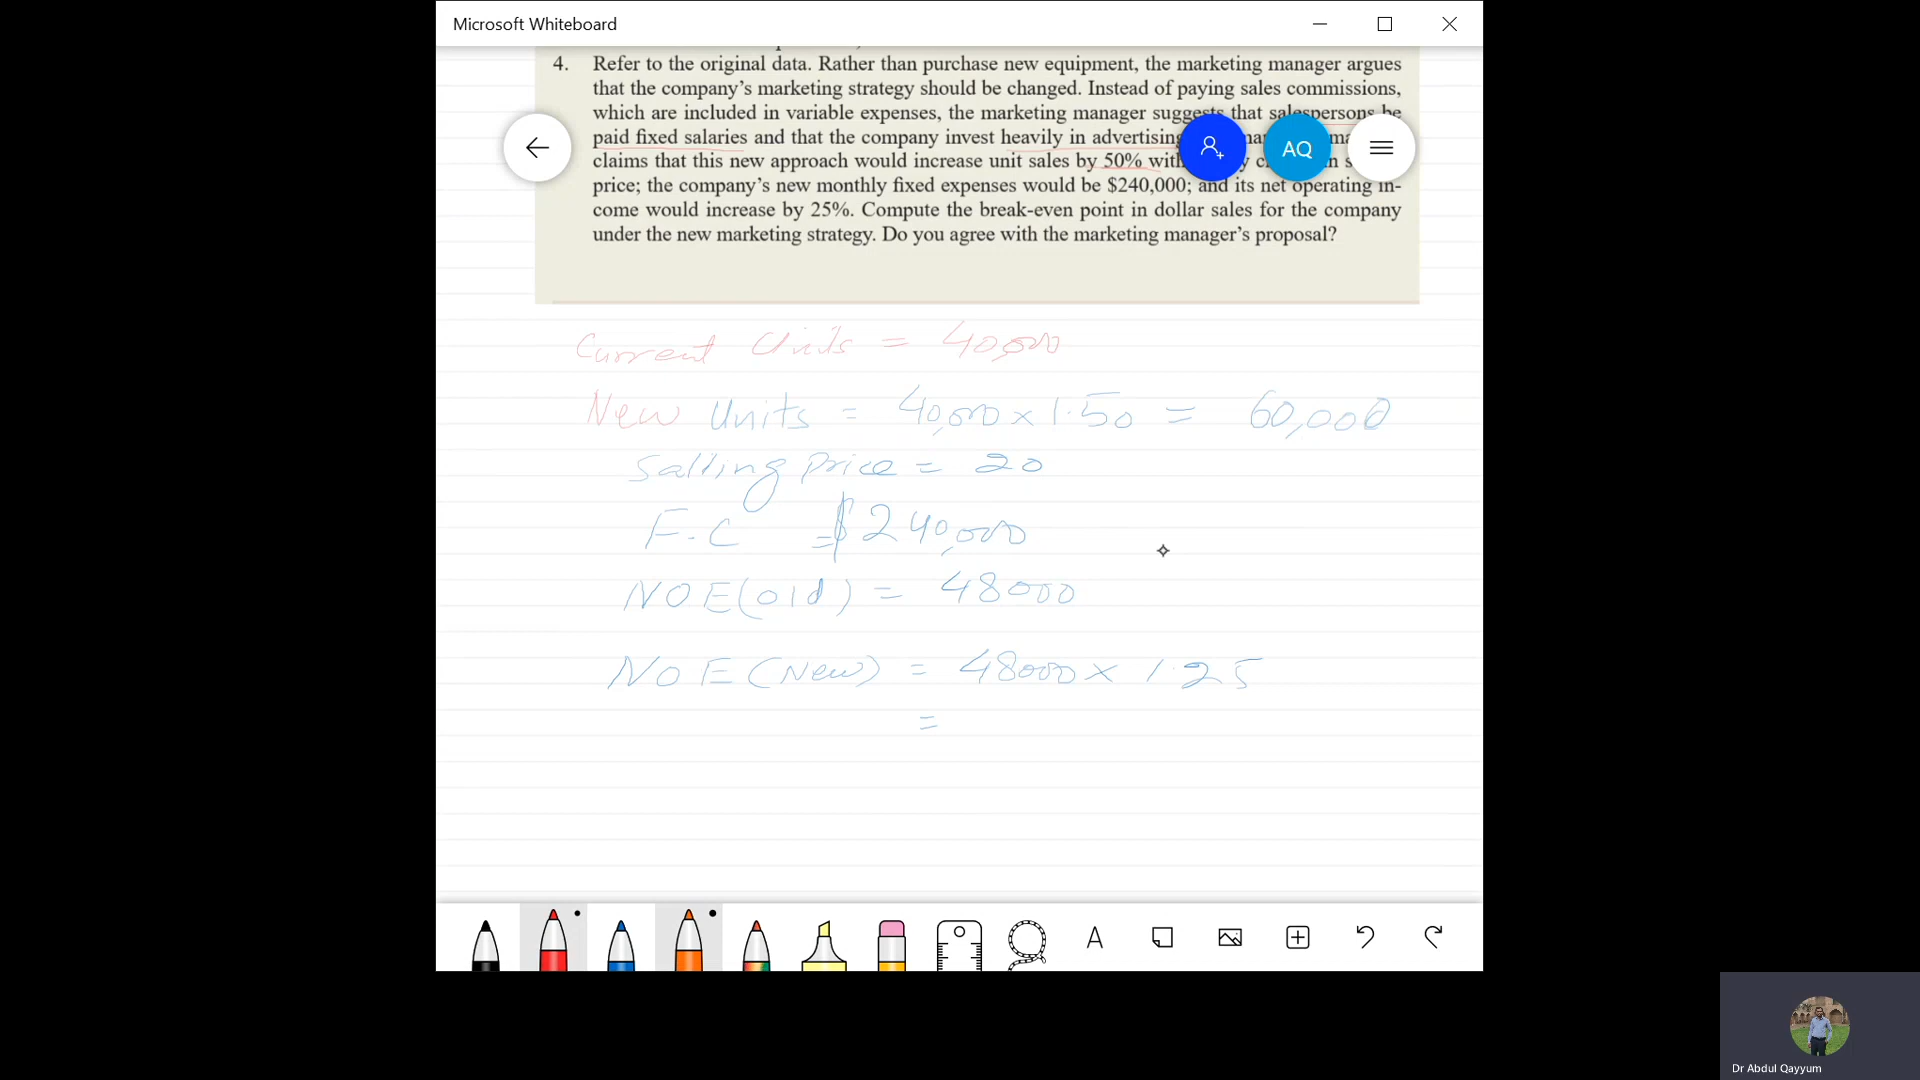 Microsoft Whiteboard
4. Refer to the original data. Rather than purchase new equipment, the marketing manager argues
that the company's marketing strategy should be changed. Instead of paying sales commissions,
which are included in variable expenses, the marketing manager suggests that salespersons be
paid fixed salaries and that the company invest heavily in advertising
claims that this new approach would increase unit sales by 50%
price; the company's new monthly fixed expenses would be $240,000; and its net operating in-
come would increase by 25%. Compute the break-even point in dollar sales for the company
under the new marketing strategy. Do you agree with the marketing manager's proposal?
AQ
Current Units = 40,000
New Units = 40,000 x 1.50 = 60,000
Salling Price = 20
F.C = $240,000
NOE(old) = 48000
NOE(New) = 48000 x 1.25
=
A
Dr Abdul Qayyum